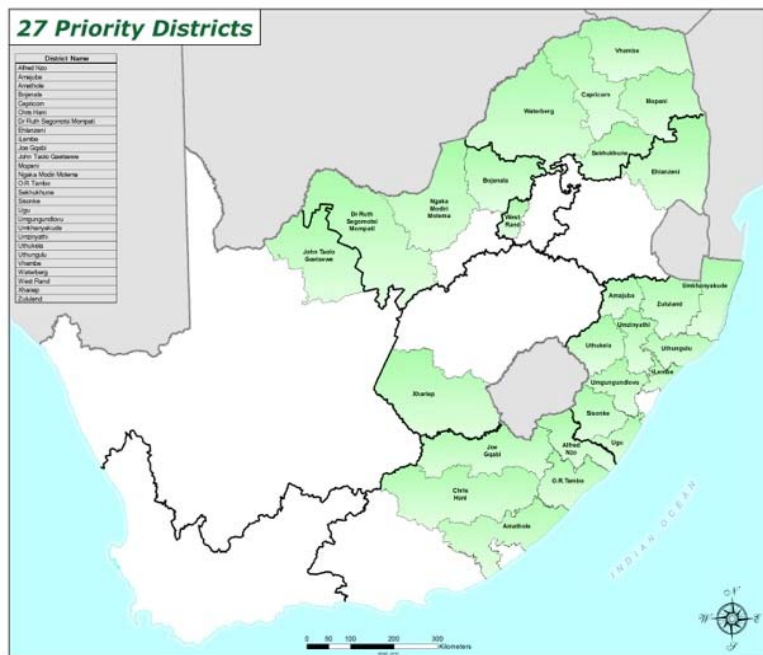 27 Priority Districts
District Name
Alfred Nzo
Amajuba
Amathole
Bojanala
Capricorn
Chris Hani
Dr Ruth Segomotsi Mompati
Ehlanzeni
iLembe
Joe Gqabi
John Taolo Gaetsewe
Mopani
Ngaka Modiri Molema
O.R.Tambo
Sekhukhune
Sisonke
Ugu
Umgungundlovu
Umkhanyakude
Umzinyathi
Uthukela
Uthungulu
Vhembe
Waterberg
West Rand
Xhariep
Zululand
Vhembe
Capricorn
Mopani
Waterberg
Sekhukhune
Ehlanzeni
Bojanala
Ngaka
Modiri
Molema
West
Rand
Dr Ruth
Segomotsi
Mompati
John Taolo
Gaetsewe
Umkhanyakude
Amajuba
Zululand
Umzinyathi
Uthukela
Uthungulu
iLembe
Umgungundlovu
Xhariep
Sisonke
Ugu
Alfred
Nzo
Joe
Gqabi
O.R.Tambo
Chris
Hani
Amathole
INDIAN OCEAN
N
W
E
S
0 50 100 200 300
Kilometers